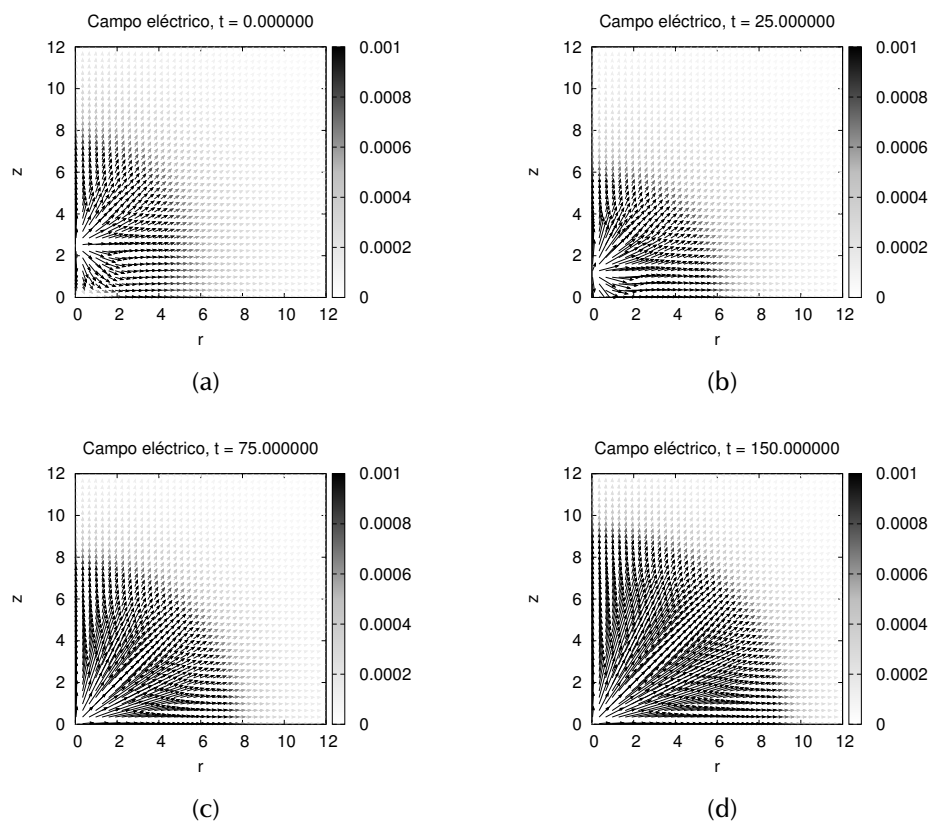 Campo eléctrico, t = 0.000000
12
10
8
6
4
2
0
z
0 2 4 6 8 10 12
r
0.001
0.0008
0.0006
0.0004
0.0002
0
(a)
Campo eléctrico, t = 25.000000
12
10
8
6
4
2
0
z
0 2 4 6 8 10 12
r
0.001
0.0008
0.0006
0.0004
0.0002
0
(b)
Campo eléctrico, t = 75.000000
12
10
8
6
4
2
0
z
0 2 4 6 8 10 12
r
0.001
0.0008
0.0006
0.0004
0.0002
0
(c)
Campo eléctrico, t = 150.000000
12
10
8
6
4
2
0
z
0 2 4 6 8 10 12
r
0.001
0.0008
0.0006
0.0004
0.0002
0
(d)